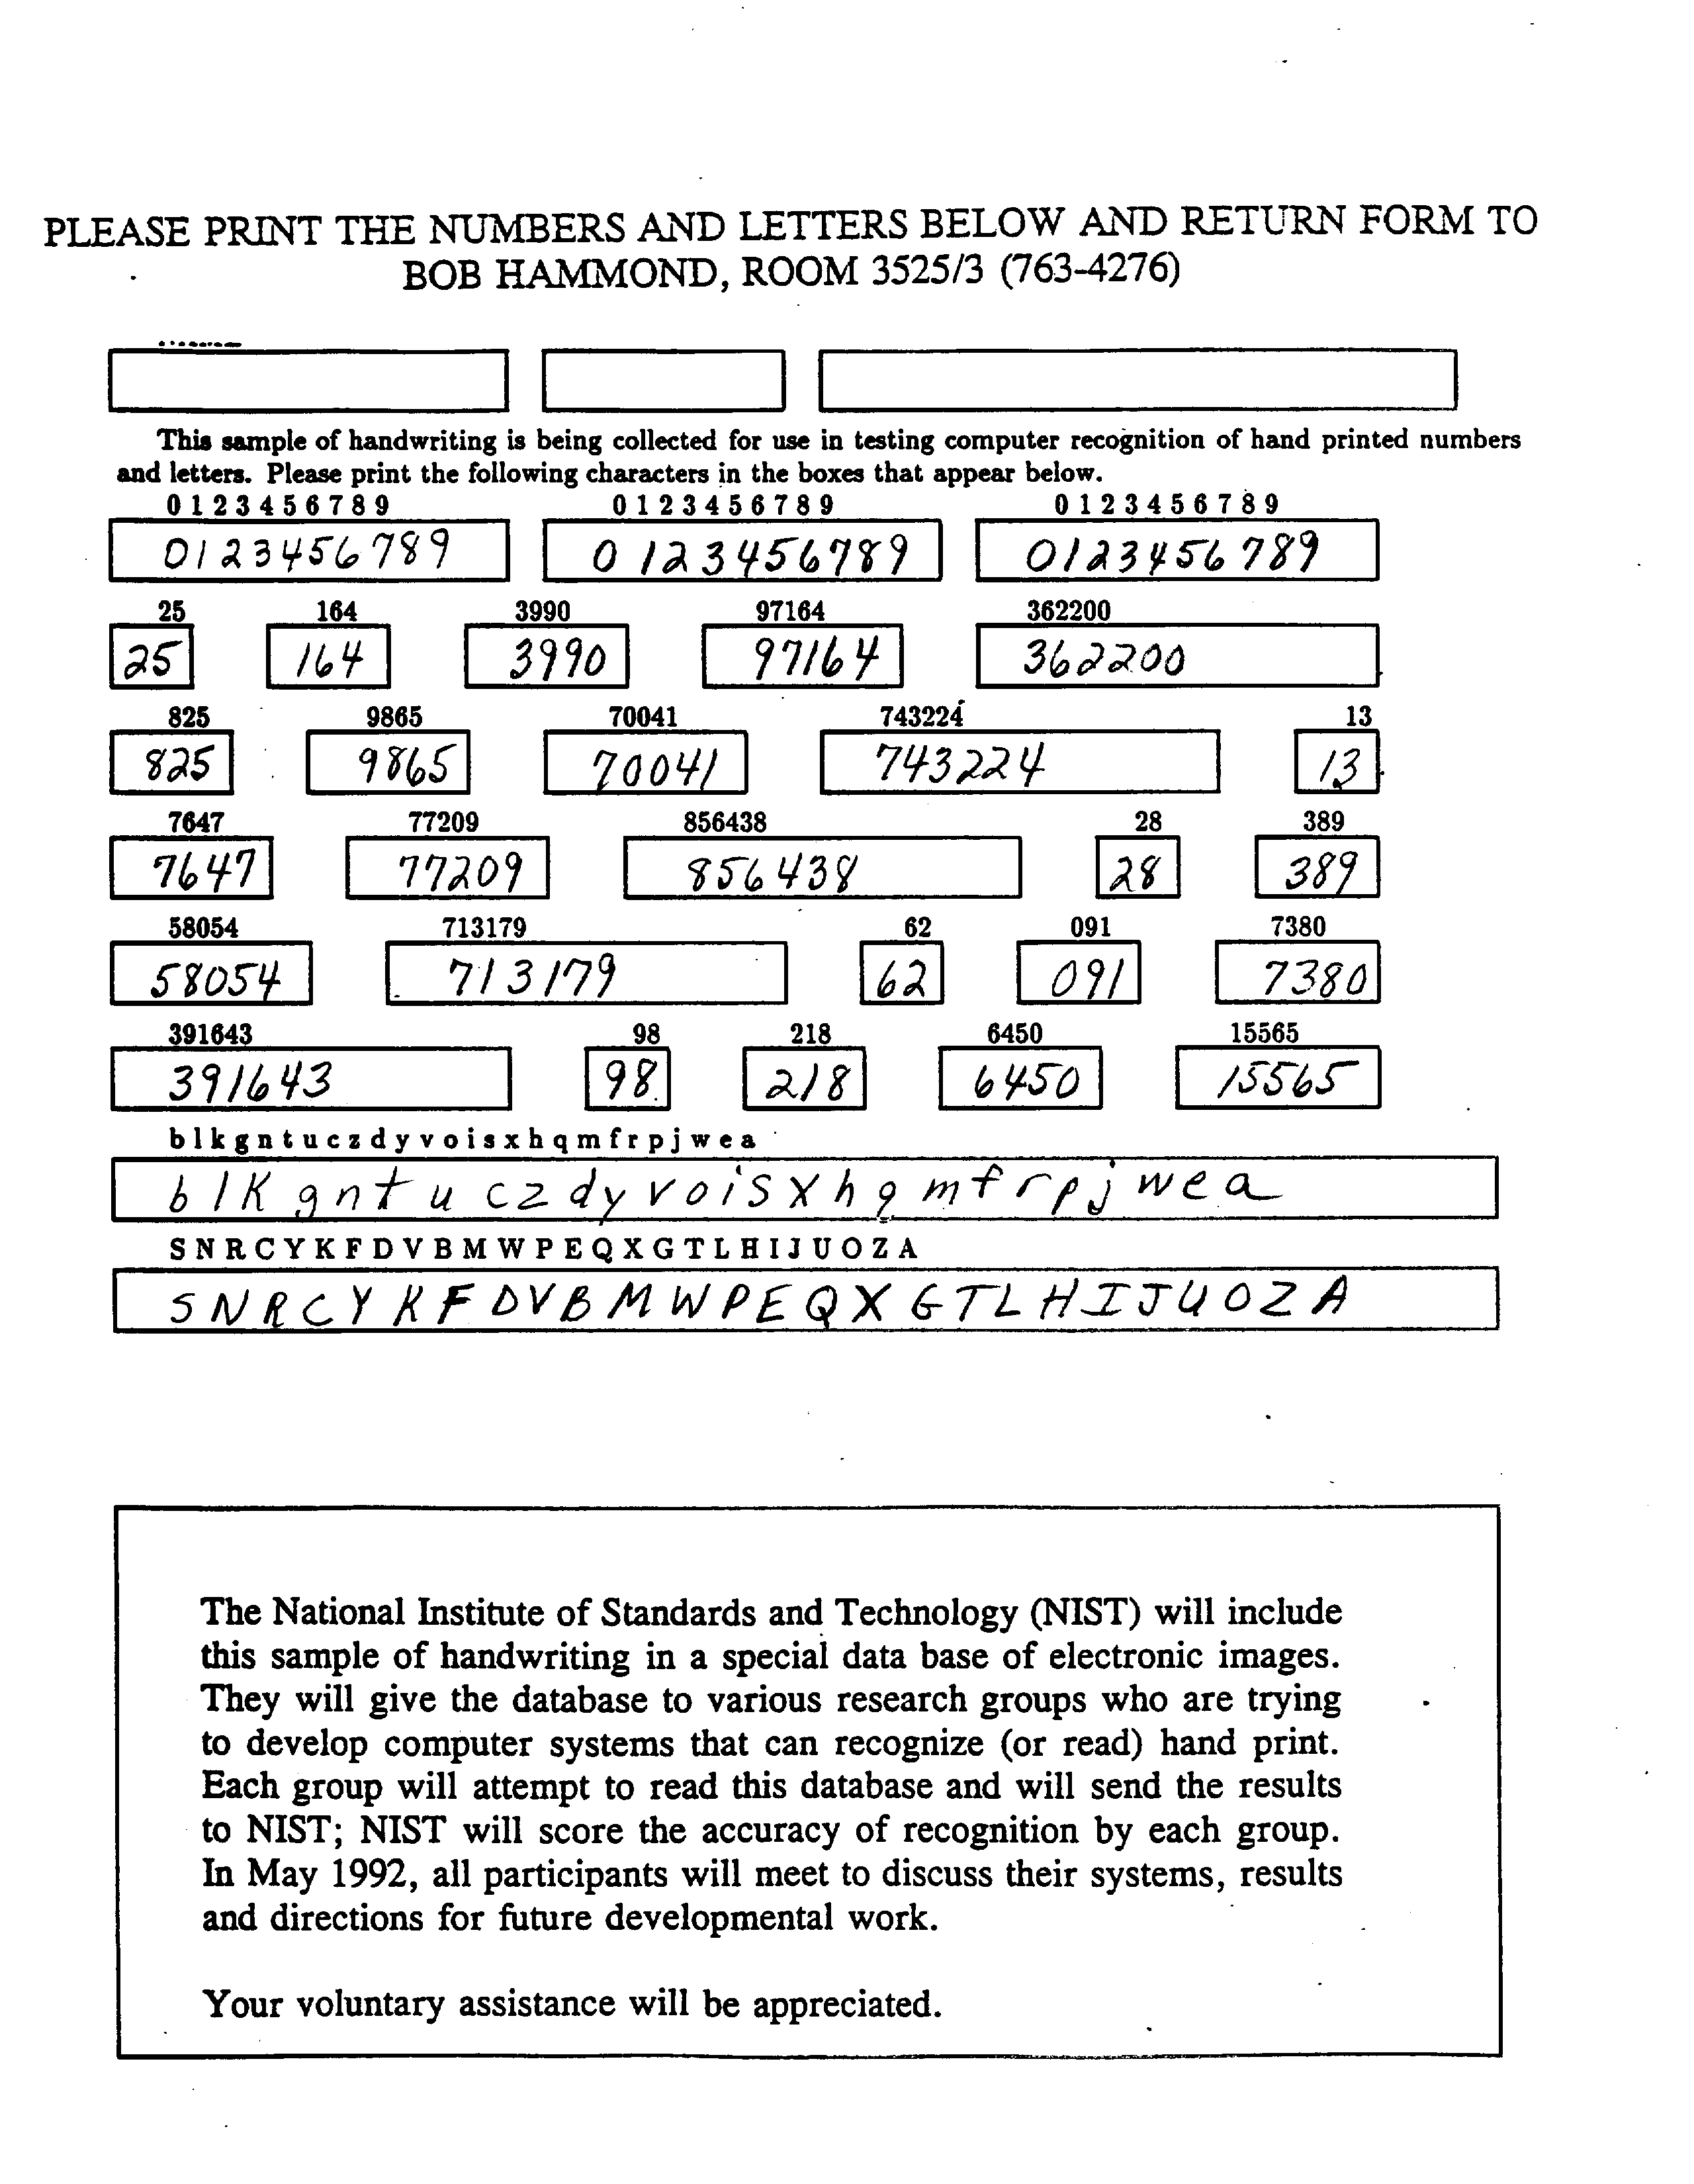 PLEASE PRINT THE NUMBERS AND LETTERS BELOW AND RETURN FORM TO
BOB HAMMOND, ROOM 3525/3 (763-4276)
This sample of handwriting is being collected for use in testing computer recognition of hand printed numbers
and letters. Please print the following characters in the boxes that appear below.
0 1 2 3 4 5 6 7 8 9 0 1 2 3 4 5 6 7 8 9 0 1 2 3 4 5 6 7 8 9
0123456789 0123456789 0123456789
25 164 3990 97164 362200
25 164 3990 97164 362200
825 9865 70041 743224 13
825 9865 70041 743224 13
7647 77209 856438 28 389
7647 77209 856438 28 389
58054 713179 62 091 7380
58054 713179 62 091 7380
391643 98 218 6450 15565
391643 98 218 6450 15565
b l k g n t u c z d y v o i s x h q m f r p j w e a
b l K g n t u c z d y v o i s x h q m f r p j w e a
S N R C Y K F D V B M W P E Q X G T L H I J U O Z A
S N R C Y K F D V B M W P E Q X G T L H I J U O Z A
The National Institute of Standards and Technology (NIST) will include
this sample of handwriting in a special data base of electronic images.
They will give the database to various research groups who are trying
to develop computer systems that can recognize (or read) hand print.
Each group will attempt to read this database and will send the results
to NIST; NIST will score the accuracy of recognition by each group.
In May 1992, all participants will meet to discuss their systems, results
and directions for future developmental work.
Your voluntary assistance will be appreciated.